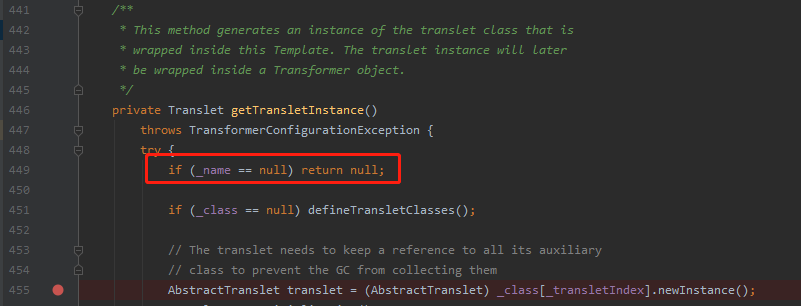 441 /**
442 * This method generates an instance of the translet class that is
443 * wrapped inside this Template. The translet instance will later
444 * be wrapped inside a Transformer object.
445 */
446 private Translet getTransletInstance()
447 throws TransformerConfigurationException {
448 try {
449 if (_name == null) return null;
450
451 if (_class == null) defineTransletClasses();
452
453 // The translet needs to keep a reference to all its auxiliary
454 // class to prevent the GC from collecting them
455 AbstractTranslet translet = (AbstractTranslet) _class[_transletIndex].newInstance();